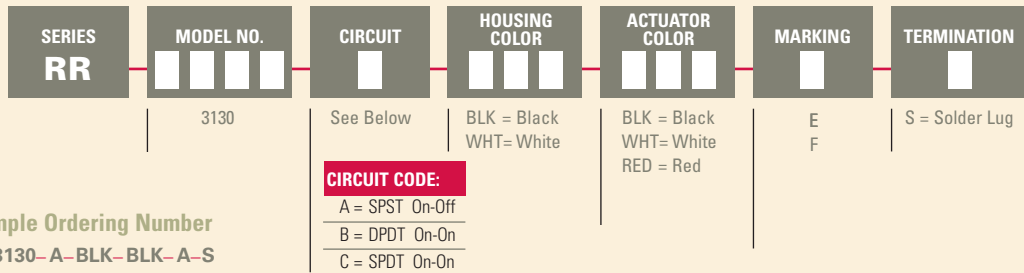 SERIES
RR
MODEL NO.
CIRCUIT
HOUSING
COLOR
ACTUATOR
COLOR
MARKING
TERMINATION
3130
See Below
BLK = Black
WHT= White
BLK = Black
WHT= White
RED = Red
E
F
S = Solder Lug
CIRCUIT CODE:
A = SPST On-Off
B = DPDT On-On
C = SPDT On-On
Ordering Number
3130–A–BLK–BLK–A–S